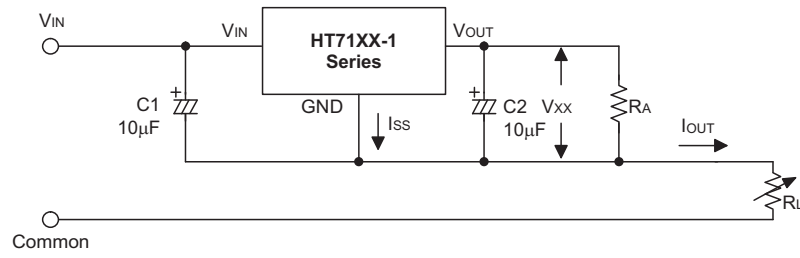 VIN
VIN
HT71XX-1
Series
VOUT
C1
10μF
GND
ISS
C2
10μF
VXX
RA
IOUT
RL
Common